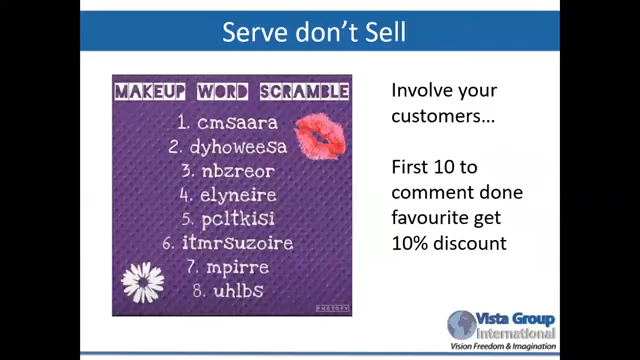 Serve don't Sell
MAKEUP WORD SCRAMBLE
1. cmsaara
2. dyhoweesa
3. nbzreor
4. elyneire
5. pcltkisi
6. itmrsuzoire
7. mpirre
8. uhlbs
PHOTOFY
Involve your
customers...
First 10 to
comment done
favourite get
10% discount
Vista Group
International
Vision Freedom & Imagination